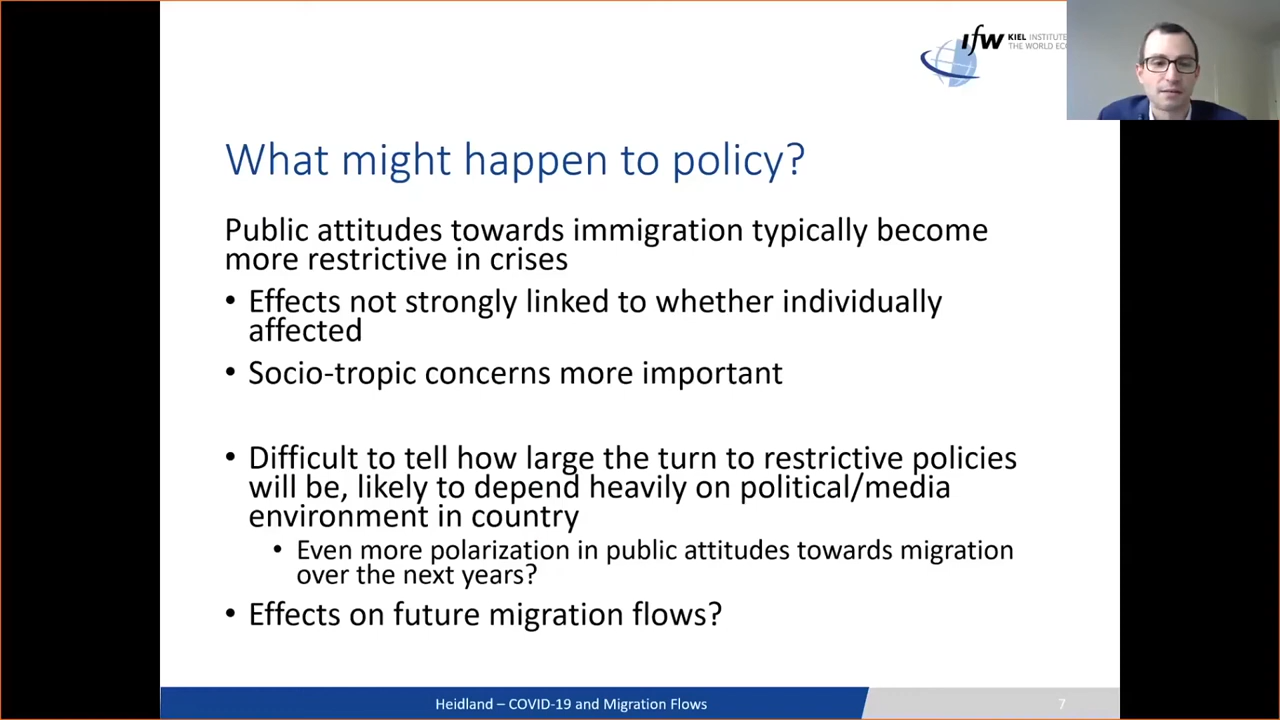 ifw KIEL INSTITUTE
THE WORLD
What might happen to policy?
Public attitudes towards immigration typically become
more restrictive in crises
• Effects not strongly linked to whether individually
affected
• Socio-tropic concerns more important
• Difficult to tell how large the turn to restrictive policies
will be, likely to depend heavily on political/media
environment in country
• Even more polarization in public attitudes towards migration
over the next years?
• Effects on future migration flows?
Heidland – COVID-19 and Migration Flows
7